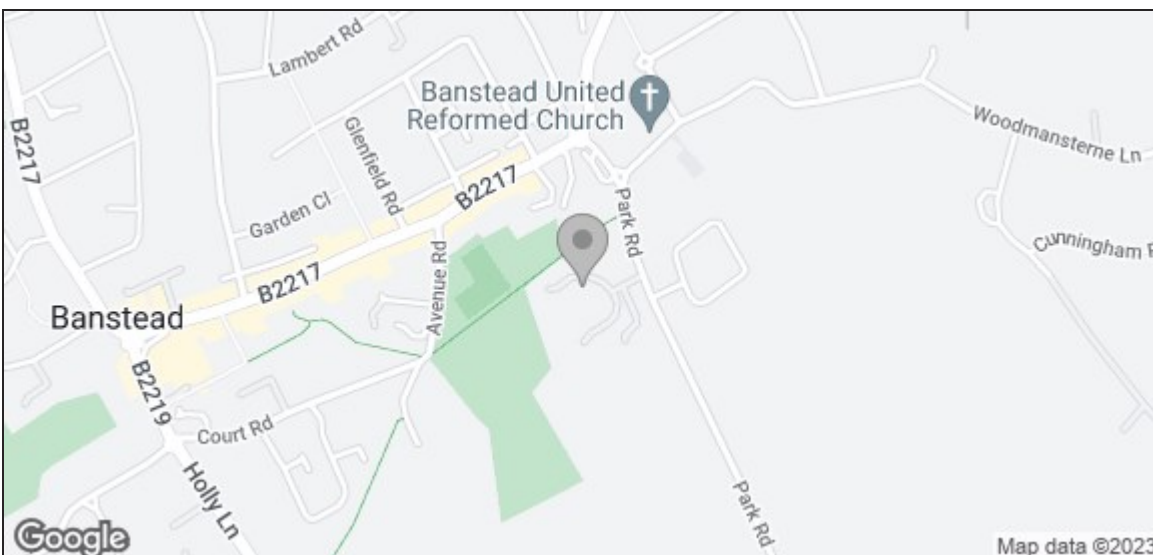 Lambert Rd
Banstead United
Reformed Church
B2217
Woodmansterne Ln
Glenfield Rd
B2217
Garden Cl
Park Rd
Cunningham
B2217
Avenue Rd
Banstead
B2219
Court Rd
Holly Ln
Park Rd
Google
Map data ©2023